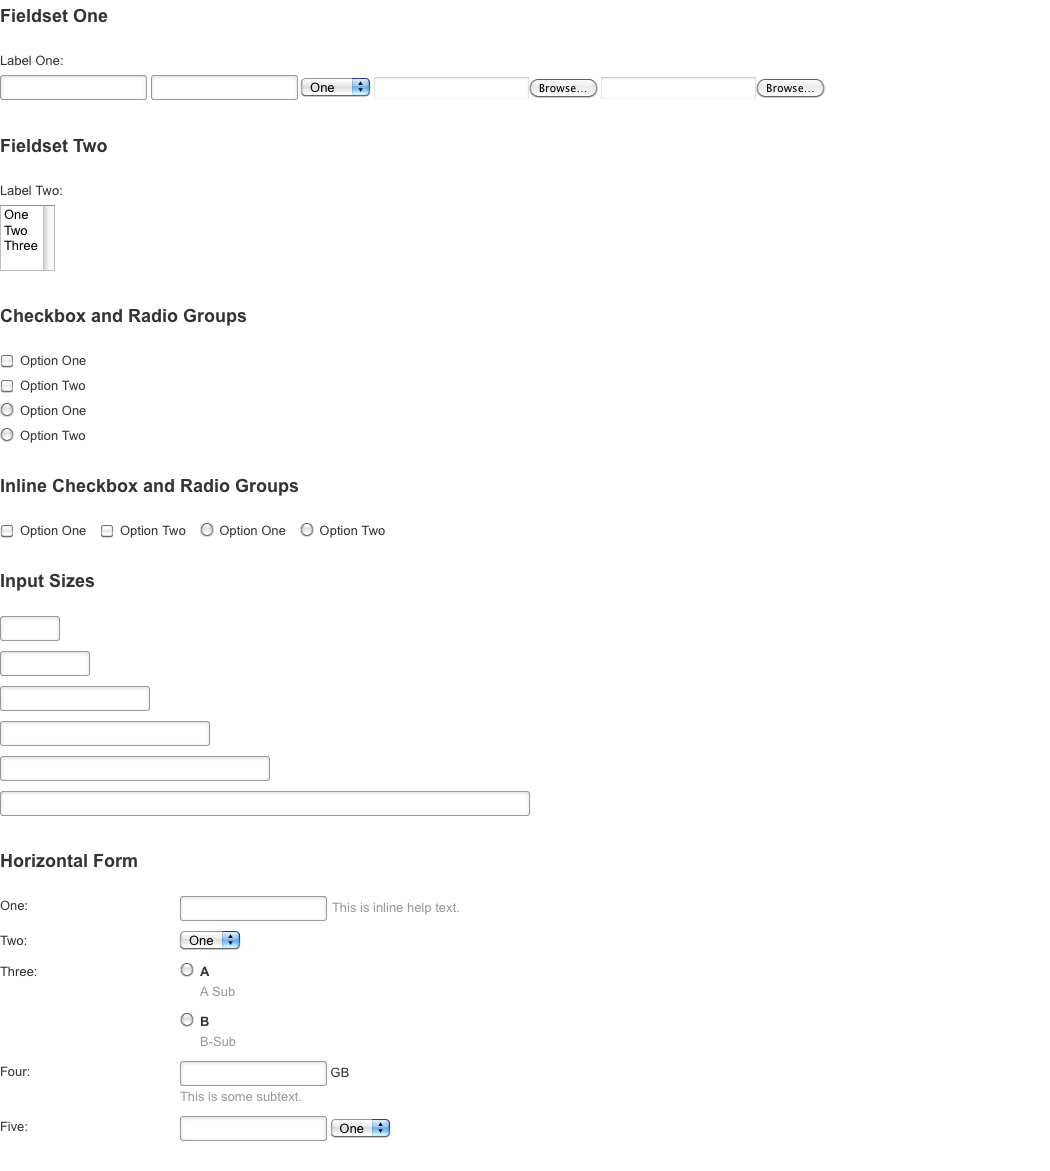 Fieldset One
Label One:
One Browse... Browse...
Fieldset Two
Label Two:
One
Two
Three
Checkbox and Radio Groups
Option One
Option Two
Option One
Option Two
Inline Checkbox and Radio Groups
Option One Option Two Option One Option Two
Input Sizes
Horizontal Form
One: This is inline help text.
Two: One
Three: A
A Sub
B
B-Sub
Four: GB
This is some subtext.
Five: One